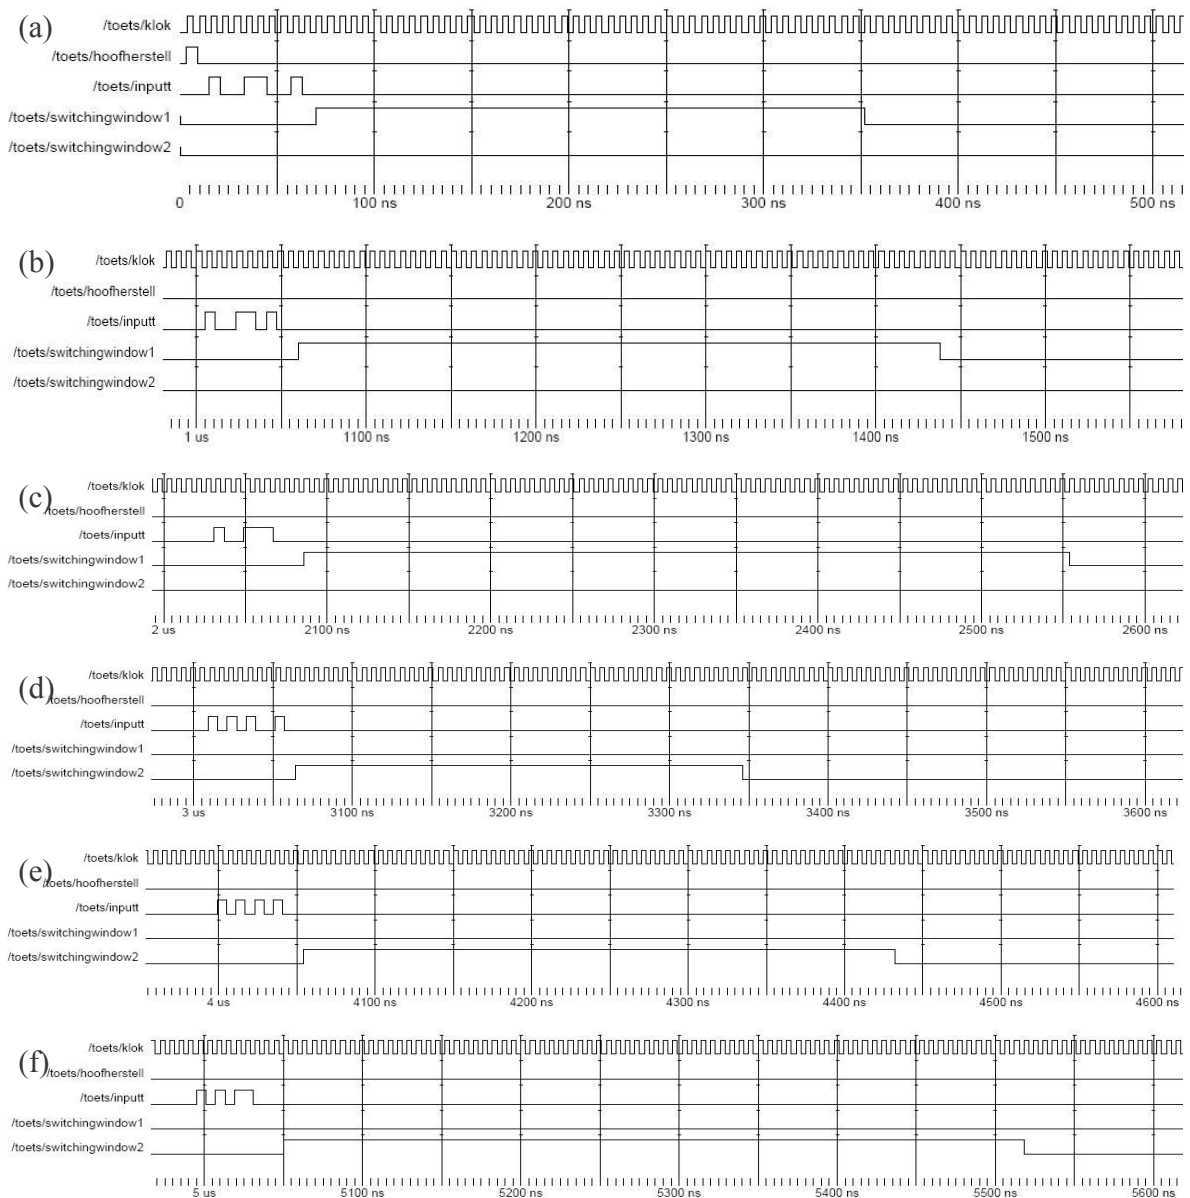 (a)
/toets/klok
/toets/hoofherstell
/toets/inputt
/toets/switchingwindow1
/toets/switchingwindow2
0 100 ns 200 ns 300 ns 400 ns 500 ns
(b)
/toets/klok
/toets/hoofherstell
/toets/inputt
/toets/switchingwindow1
/toets/switchingwindow2
1 us 1100 ns 1200 ns 1300 ns 1400 ns 1500 ns
(c)
/toets/klok
/toets/hoofherstell
/toets/inputt
/toets/switchingwindow1
/toets/switchingwindow2
2 us 2100 ns 2200 ns 2300 ns 2400 ns 2500 ns 2600 ns
(d)
/toets/klok
/toets/hoofherstell
/toets/inputt
/toets/switchingwindow1
/toets/switchingwindow2
3 us 3100 ns 3200 ns 3300 ns 3400 ns 3500 ns 3600 ns
(e)
/toets/klok
/toets/hoofherstell
/toets/inputt
/toets/switchingwindow1
/toets/switchingwindow2
4 us 4100 ns 4200 ns 4300 ns 4400 ns 4500 ns 4600 ns
(f)
/toets/klok
/toets/hoofherstell
/toets/inputt
/toets/switchingwindow1
/toets/switchingwindow2
5 us 5100 ns 5200 ns 5300 ns 5400 ns 5500 ns 5600 ns